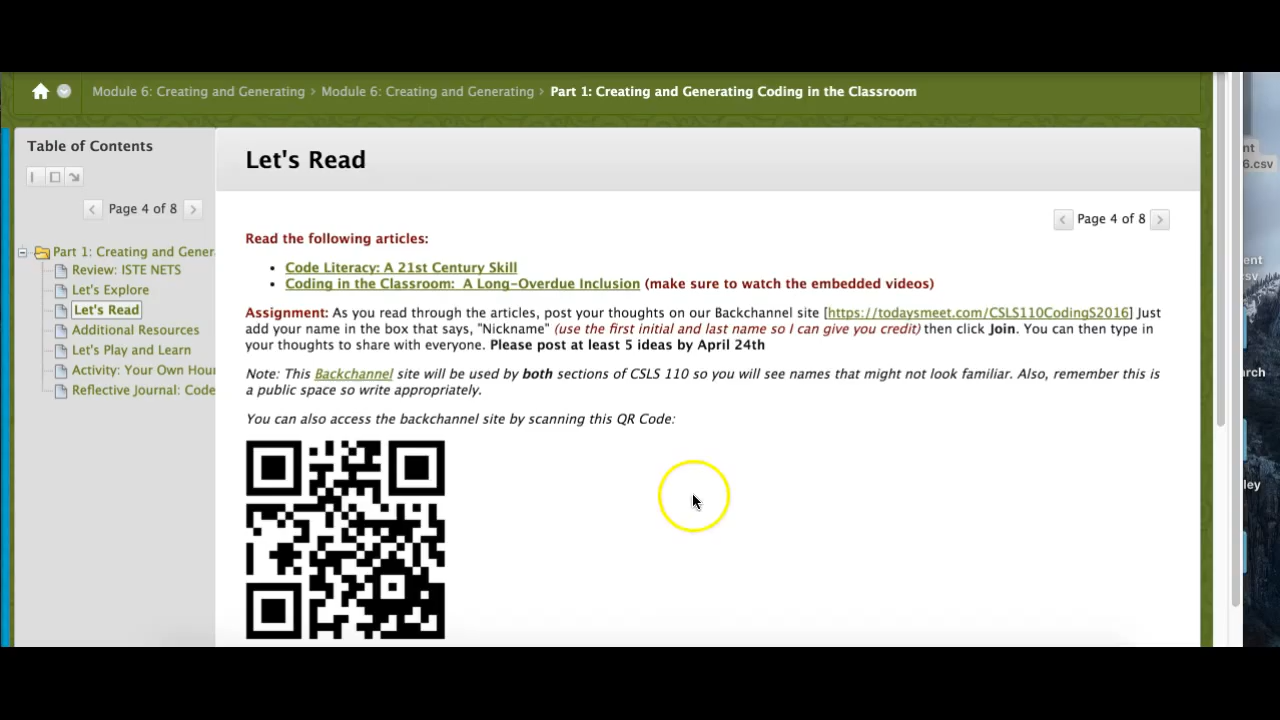 Module 6: Creating and Generating › Module 6: Creating and Generating › Part 1: Creating and Generating Coding in the Classroom
Table of Contents
Page 4 of 8
Part 1: Creating and Gener
Review: ISTE NETS
Let's Explore
Let's Read
Additional Resources
Let's Play and Learn
Activity: Your Own Hour
Reflective Journal: Code
Let's Read
Page 4 of 8
Read the following articles:
• Code Literacy: A 21st Century Skill
• Coding in the Classroom: A Long-Overdue Inclusion (make sure to watch the embedded videos)
Assignment: As you read through the articles, post your thoughts on our Backchannel site [https://todaysmeet.com/CSLS110CodingS2016] Just
add your name in the box that says, "Nickname" (use the first initial and last name so I can give you credit) then click Join. You can then type in
your thoughts to share with everyone. Please post at least 5 ideas by April 24th
Note: This Backchannel site will be used by both sections of CSLS 110 so you will see names that might not look familiar. Also, remember this is
a public space so write appropriately.
You can also access the backchannel site by scanning this QR Code:
nt
6.csv
ent
sv
arch
ley